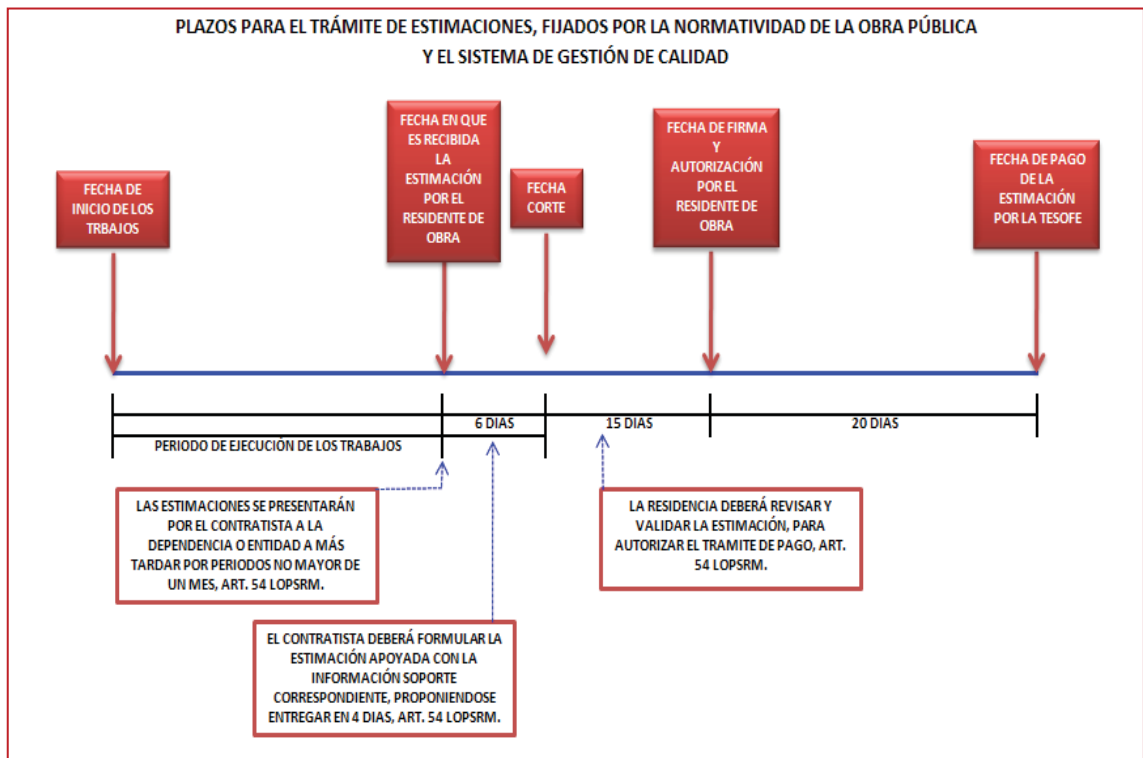 PLAZOS PARA EL TRÁMITE DE ESTIMACIONES, FIJADOS POR LA NORMATIVIDAD DE LA OBRA PÚBLICA
Y EL SISTEMA DE GESTIÓN DE CALIDAD
FECHA DE
INICIO DE LOS
TRBAJOS
FECHA EN QUE
ES RECIBIDA
LA
ESTIMACIÓN
POR EL
RESIDENTE DE
OBRA
FECHA
CORTE
FECHA DE FIRMA
Y
AUTORIZACIÓN
POR EL
RESIDENTE DE
OBRA
FECHA DE PAGO
DE LA
ESTIMACIÓN
POR LA TESOFE
6 DIAS
15 DIAS
20 DIAS
PERIODO DE EJECUCIÓN DE LOS TRABAJOS
LAS ESTIMACIONES SE PRESENTARÁN
POR EL CONTRATISTA A LA
DEPENDENCIA O ENTIDAD A MÁS
TARDAR POR PERIODOS NO MAYOR DE
UN MES, ART. 54 LOPSRM.
LA RESIDENCIA DEBERÁ REVISAR Y
VALIDAR LA ESTIMACIÓN, PARA
AUTORIZAR EL TRAMITE DE PAGO, ART.
54 LOPSRM.
EL CONTRATISTA DEBERÁ FORMULAR LA
ESTIMACIÓN APOYADA CON LA
INFORMACIÓN SOPORTE
CORRESPONDIENTE, PROPONIENDOSE
ENTREGAR EN 4 DIAS, ART. 54 LOPSRM.